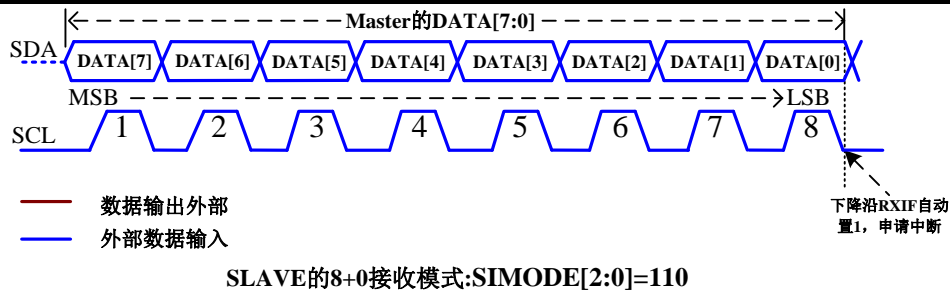 Master的DATA[7:0]
SDA
DATA[7] DATA[6] DATA[5] DATA[4] DATA[3] DATA[2] DATA[1] DATA[0]
MSB LSB
SCL
1 2 3 4 5 6 7 8
数据输出外部
外部数据输入
下降沿RXIF自动
置1，申请中断
SLAVE的8+0接收模式:SIMODE[2:0]=110